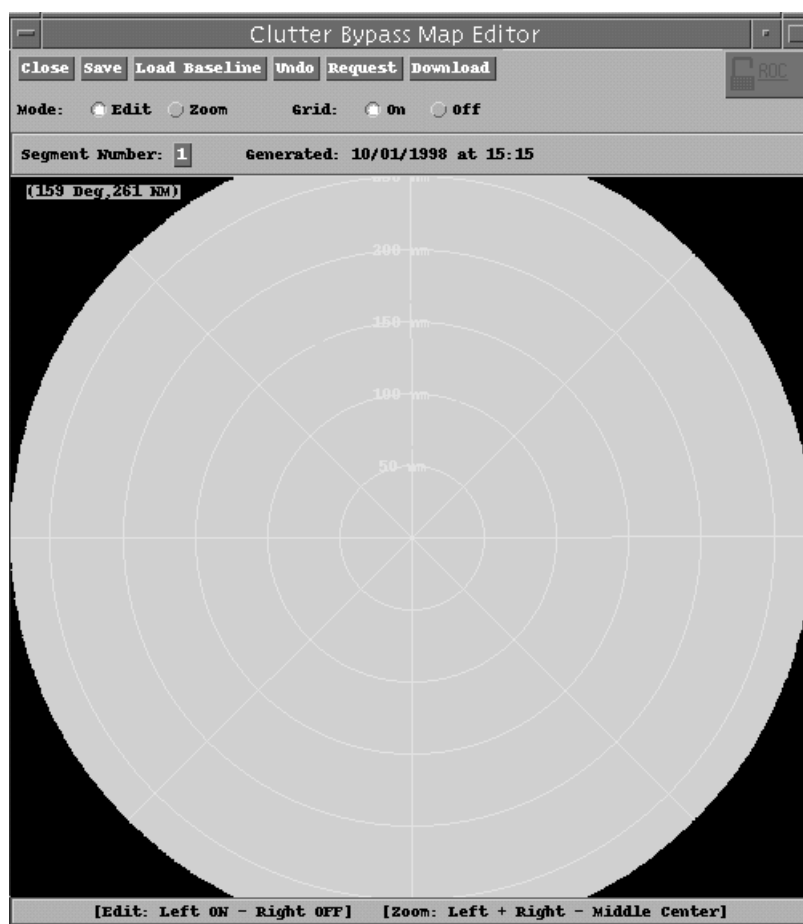 Clutter Bypass Map Editor
Close Save Load Baseline Undo Request Download
ROC
Mode: Edit Zoom Grid: On Off
Segment Number: 1 Generated: 10/01/1998 at 15:15
(159 Deg,261 NM)
200 nm
150 nm
100 nm
50 nm
[Edit: Left ON - Right OFF] [Zoom: Left + Right - Middle Center]